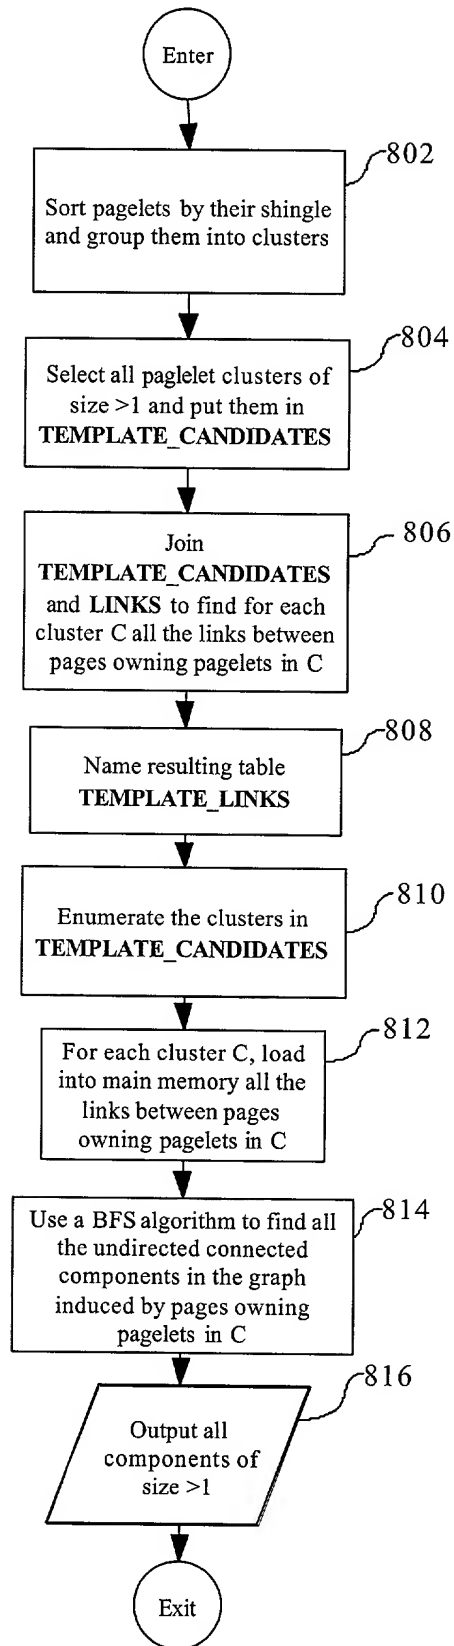 Enter
802
Sort pagelets by their shingle
and group them into clusters
804
Select all paglelet clusters of
size >1 and put them in
TEMPLATE_CANDIDATES
806
Join
TEMPLATE_CANDIDATES
and LINKS to find for each
cluster C all the links between
pages owning pagelets in C
808
Name resulting table
TEMPLATE_LINKS
810
Enumerate the clusters in
TEMPLATE_CANDIDATES
812
For each cluster C, load
into main memory all the
links between pages
owning pagelets in C
814
Use a BFS algorithm to find all
the undirected connected
components in the graph
induced by pages owning
pagelets in C
816
Output all
components of
size >1
Exit